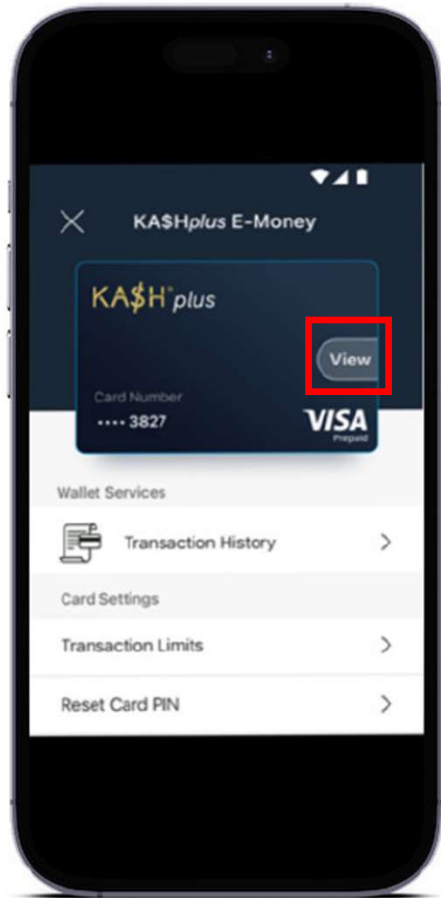 KA$Hplus E-Money
KA$H® plus
View
Card Number
•••• 3827
VISA
Prepaid
Wallet Services
Transaction History
Card Settings
Transaction Limits
Reset Card PIN